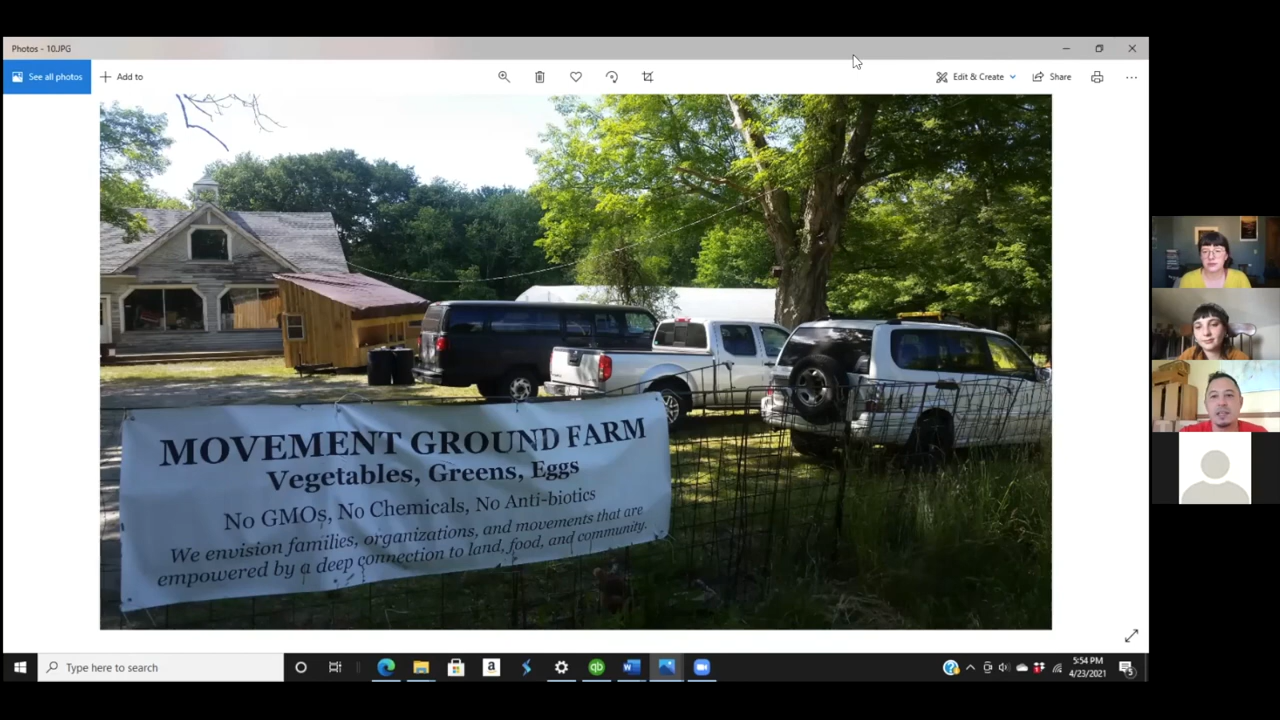 Photos - 10.JPG
See all photos
Add to
Edit & Create
Share
MOVEMENT GROUND FARM
Vegetables, Greens, Eggs
No GMOs, No Chemicals, No Anti-biotics
We envision families, organizations, and movements that are
empowered by a deep connection to land, food, and community.
Type here to search
a
qb
W
5:54 PM
4/23/2021
5